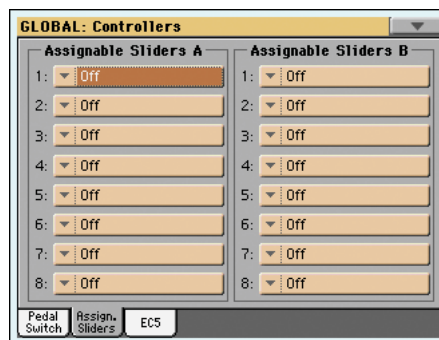 GLOBAL: Controllers
Assignable Sliders A
1: Off
2: Off
3: Off
4: Off
5: Off
6: Off
7: Off
8: Off
Assignable Sliders B
1: Off
2: Off
3: Off
4: Off
5: Off
6: Off
7: Off
8: Off
Pedal
Switch
Assign.
Sliders
EC5